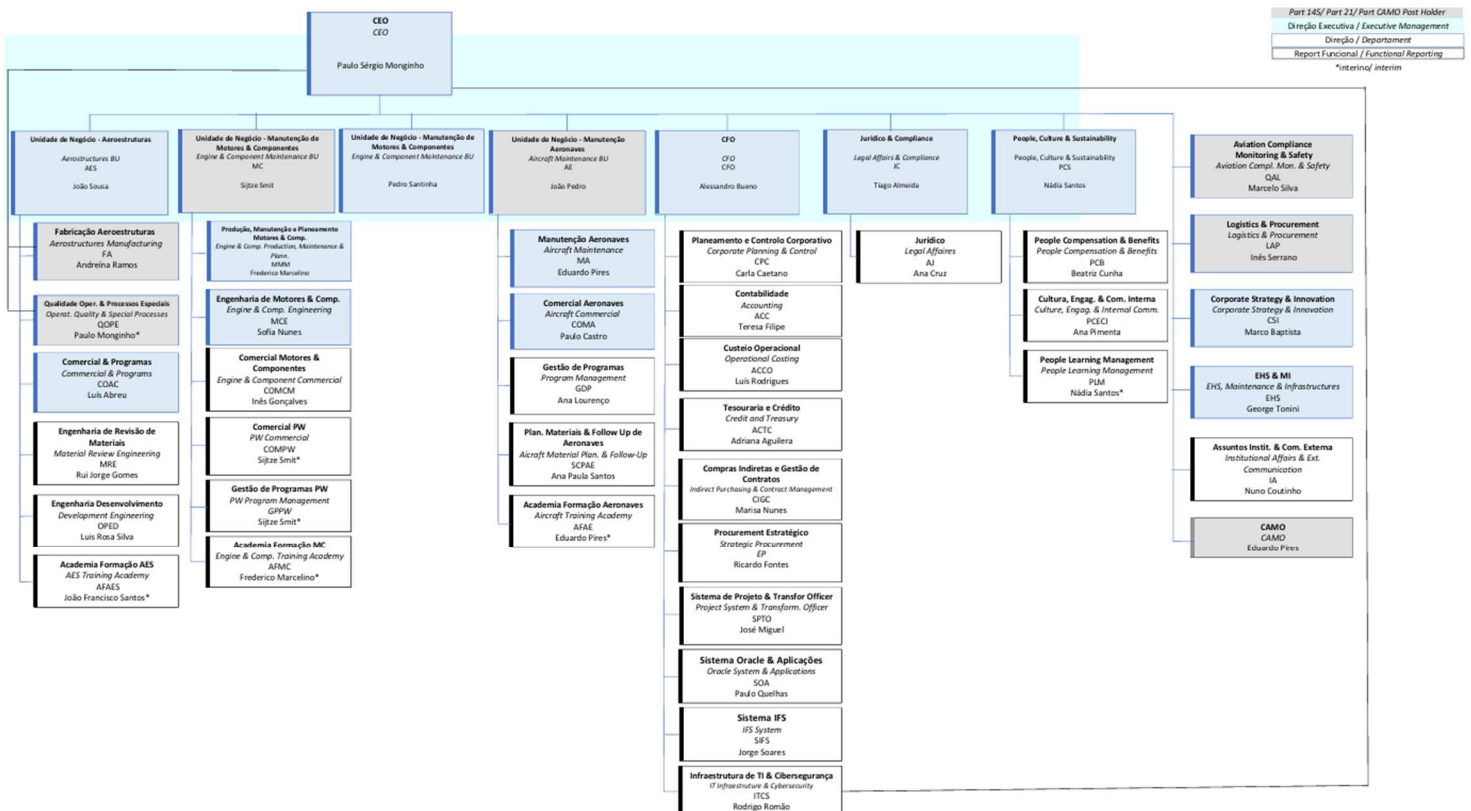 CEO
CEO
Paulo Sérgio Monginho
Part 145/ Part 21/ Part CAMO Post Holder
Direção Executiva / Executive Management
Direção / Departament
Report Funcional / Functional Reporting
*interino/ interim
Unidade de Negócio - Aeroestruturas
Aerostructures BU
AES
João Sousa
Unidade de Negócio - Manutenção de
Motores & Componentes
Engine & Component Maintenance BU
MC
Sijtze Smit
Unidade de Negócio - Manutenção de
Motores & Componentes
Engine & Component Maintenance BU
Pedro Santinha
Unidade de Negócio - Manutenção
Aeronaves
Aircraft Maintenance BU
AE
João Pedro
CFO
CFO
CFO
Alessandro Bueno
Jurídico & Compliance
Legal Affairs & Compliance
JC
Tiago Almeida
People, Culture & Sustainability
People, Culture & Sustainability
PCS
Nádia Santos
Fabricação Aeroestruturas
Aerostructures Manufacturing
FA
Andreína Ramos
Qualidade Oper. & Processos Especiais
Operat. Quality & Special Processes
QOPE
Paulo Monginho*
Comercial & Programas
Commercial & Programs
COAC
Luís Abreu
Engenharia de Revisão de
Materiais
Material Review Engineering
MRE
Rui Jorge Gomes
Engenharia Desenvolvimento
Development Engineering
OPED
Luis Rosa Silva
Academia Formação AES
AES Training Academy
AFAES
João Francisco Santos*
Produção, Manutenção e Planeamento
Motores & Comp.
Engine & Comp. Production, Maintenance &
Plann.
MMM
Frederico Marcelino
Engenharia de Motores & Comp.
Engine & Comp. Engineering
MCE
Sofia Nunes
Comercial Motores &
Componentes
Engine & Component Commercial
COMCM
Inês Gonçalves
Comercial PW
PW Commercial
COMPW
Sijtze Smit*
Gestão de Programas PW
PW Program Management
GPPW
Sijtze Smit*
Academia Formação MC
Engine & Comp. Training Academy
AFMC
Frederico Marcelino*
Manutenção Aeronaves
Aircraft Maintenance
MA
Eduardo Pires
Comercial Aeronaves
Aircraft Commercial
COMA
Paulo Castro
Gestão de Programas
Program Management
GDP
Ana Lourenço
Plan. Materiais & Follow Up de
Aeronaves
Aicraft Material Plan. & Follow-Up
SCPAE
Ana Paula Santos
Academia Formação Aeronaves
Aircraft Training Academy
AFAE
Eduardo Pires*
Planeamento e Controlo Corporativo
Corporate Planning & Control
CPC
Carla Caetano
Contabilidade
Accounting
ACC
Teresa Filipe
Custeio Operacional
Operational Costing
ACCO
Luís Rodrigues
Tesouraria e Crédito
Credit and Treasury
ACTC
Adriana Aguilera
Compras Indiretas e Gestão de
Contratos
Indirect Purchasing & Contract Management
CIGC
Marisa Nunes
Procurement Estratégico
Strategic Procurement
EP
Ricardo Fontes
Sistema de Projeto & Transfor Officer
Project System & Transform. Officer
SPTO
José Miguel
Sistema Oracle & Aplicações
Oracle System & Applications
SOA
Paulo Quelhas
Sistema IFS
IFS System
SIFS
Jorge Soares
Infraestrutura de TI & Cibersegurança
IT Infraestruture & Cybersecurity
ITCS
Rodrigo Romão
Jurídico
Legal Affaires
AJ
Ana Cruz
People Compensation & Benefits
People Compensation & Benefits
PCB
Beatriz Cunha
Cultura, Engag. & Com. Interna
Culture, Engag. & Internal Comm.
PCECI
Ana Pimenta
People Learning Management
People Learning Management
PLM
Nádia Santos*
Aviation Compliance
Monitoring & Safety
Aviation Compl. Mon. & Safety
QAL
Marcelo Silva
Logistics & Procurement
Logistics & Procurement
LAP
Inês Serrano
Corporate Strategy & Innovation
Corporate Strategy & Innovation
CSI
Marco Baptista
EHS & MI
EHS, Maintenance & Infrastructures
EHS
George Tonini
Assuntos Instit. & Com. Externa
Institutional Affairs & Ext.
Communication
IA
Nuno Coutinho
CAMO
CAMO
Eduardo Pires